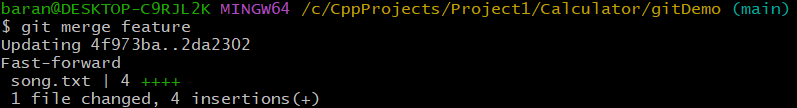 baran@DESKTOP-C9RJL2K MINGW64 /c/CppProjects/Project1/Calculator/gitDemo (main)
$ git merge feature
Updating 4f973ba..2da2302
Fast-forward
 song.txt | 4 ++++
 1 file changed, 4 insertions(+)